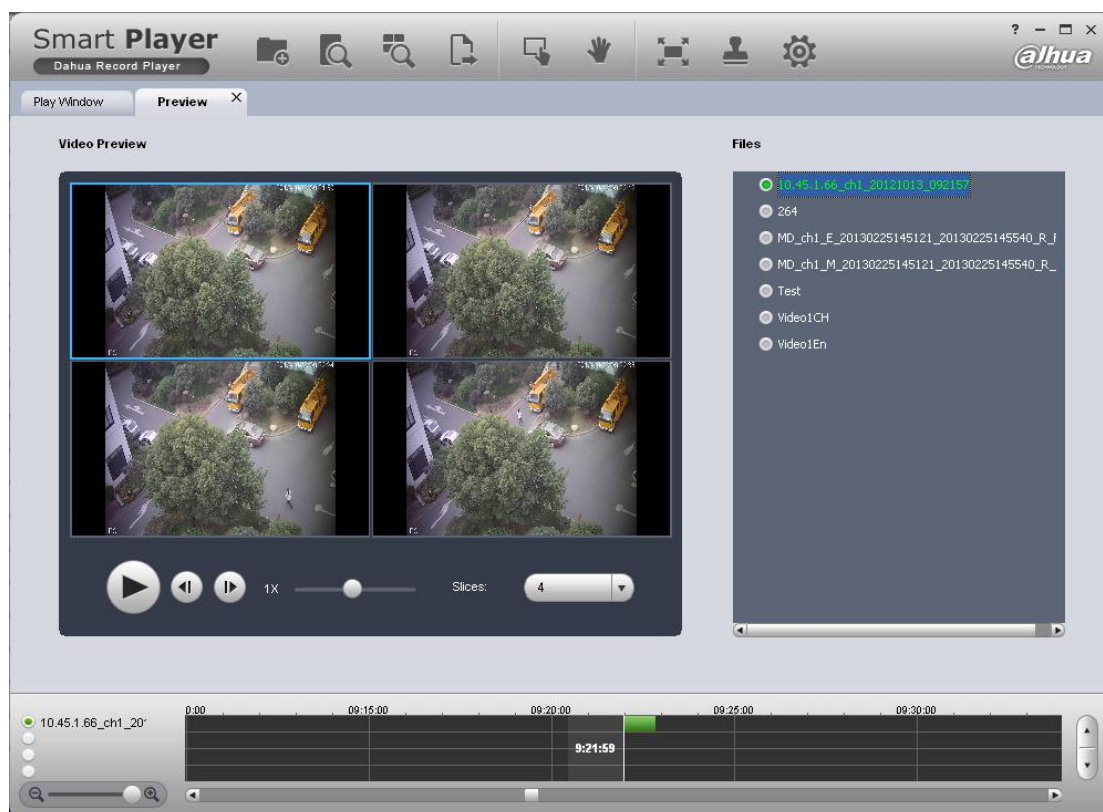 Smart Player
Dahua Record Player
?
alhua
TECHNOLOGY
Play Window
Preview
Video Preview
Files
10.45.1.66_ch1_20121013_092157
264
MD_ch1_E_20130225145121_20130225145540_R_F
MD_ch1_M_20130225145121_20130225145540_R_
Test
Video1CH
Video1En
1X
Slices:
4
10.45.1.66_ch1_20
0:00
09:15:00
09:20:00
09:25:00
09:30:00
9:21:59